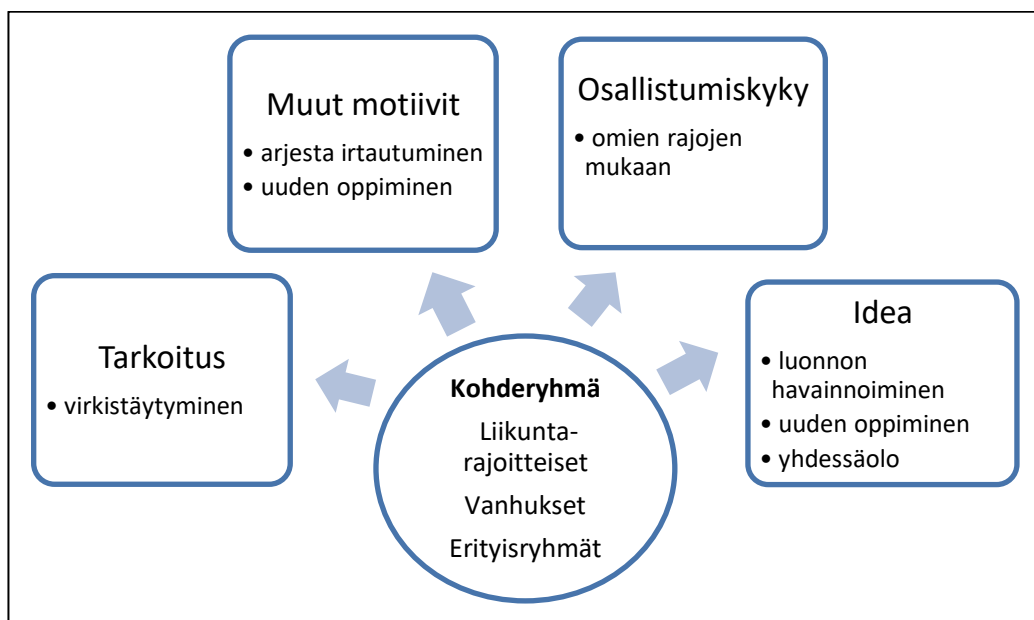 Muut motiivit
• arjesta irtautuminen
• uuden oppiminen
Osallistumiskyky
• omien rajojen
mukaan
Tarkoitus
• virkistäytyminen
Idea
• luonnon
havainnoiminen
• uuden oppiminen
• yhdessäolo
Kohderyhmä
Liikunta-
rajoitteiset
Vanhukset
Erityisryhmät